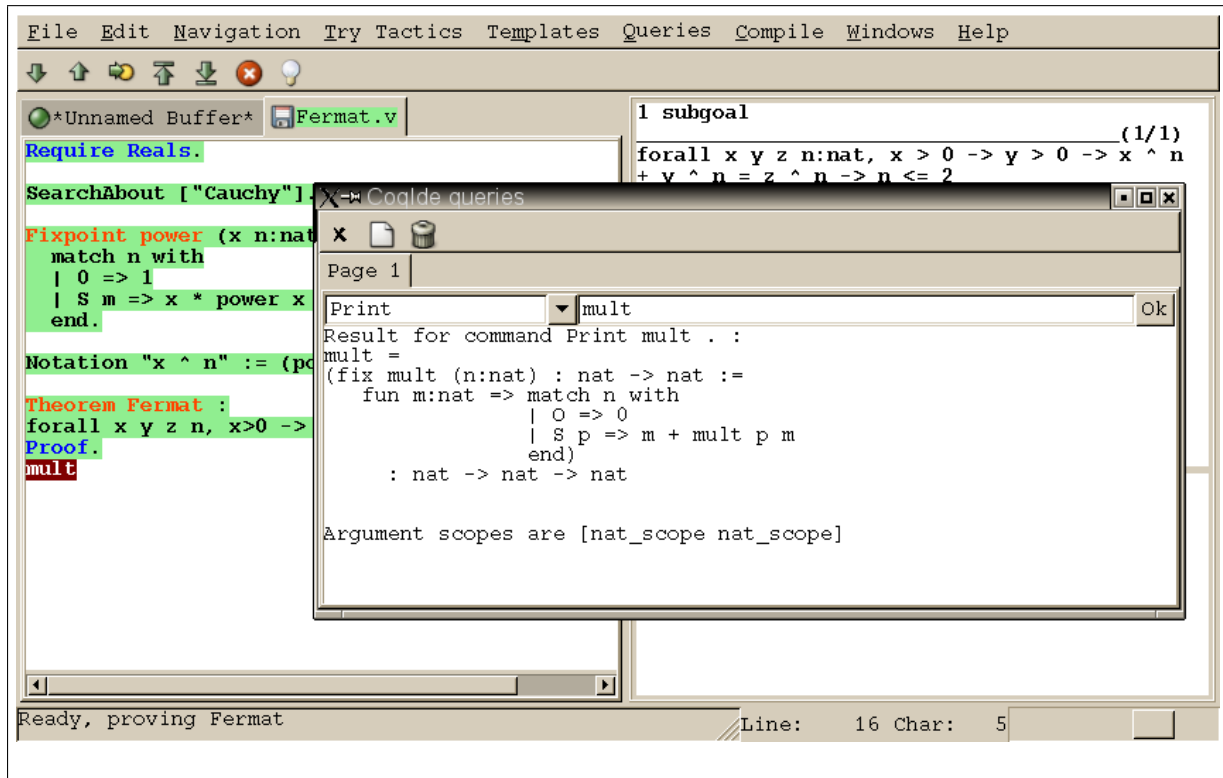 File Edit Navigation Try Tactics Templates Queries Compile Windows Help
*Unnamed Buffer* Fermat.v
Require Reals.
SearchAbout ["Cauchy"].
Fixpoint power (x n:nat
match n with
| O => 1
| S m => x * power x
end.
Notation "x ^ n" := (po
Theorem Fermat :
forall x y z n, x>0 ->
Proof.
mult
1 subgoal
(1/1)
forall x y z n:nat, x > 0 -> y > 0 -> x ^ n
+ y ^ n = z ^ n -> n <= 2
CoqIde queries
Page 1
Print mult Ok
Result for command Print mult . :
mult =
(fix mult (n:nat) : nat -> nat :=
fun m:nat => match n with
| O => 0
| S p => m + mult p m
end)
: nat -> nat -> nat
Argument scopes are [nat_scope nat_scope]
Ready, proving Fermat Line: 16 Char: 5